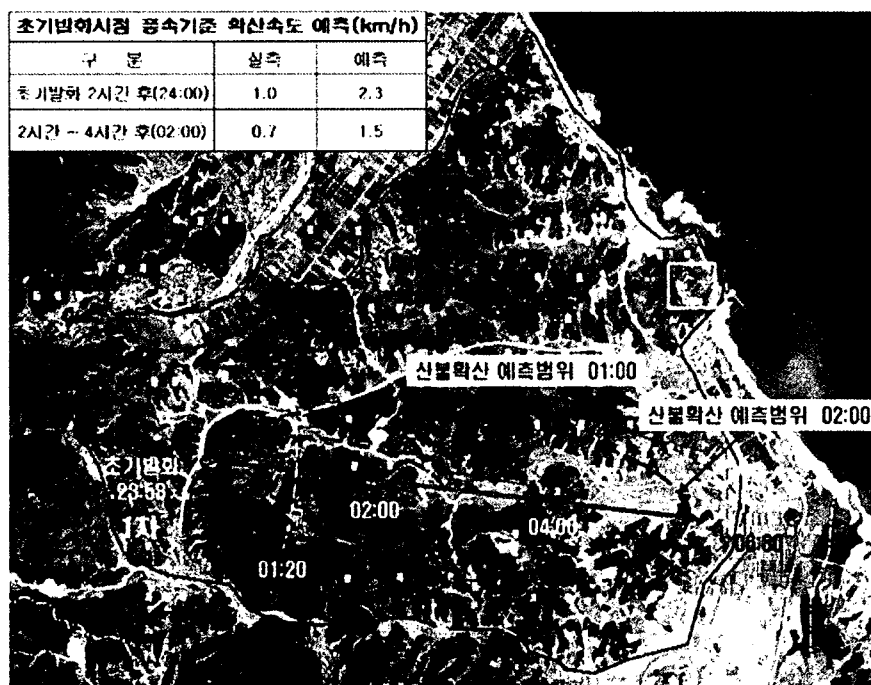 초기발화시점 풍속기준 확산속도 예측(km/h)
구 분 실측 예측
초기발화 2시간 후(24:00) 1.0 2.3
2시간 ~ 4시간 후(02:00) 0.7 1.5
산불확산 예측범위 01:00
산불확산 예측범위 02:00
초기발화
23:53
1차
02:00
04:00
01:20